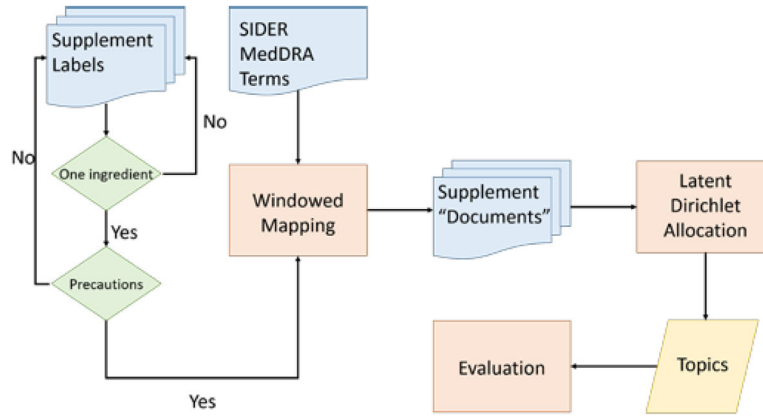 Supplement
Labels
SIDER
MedDRA
Terms
No
No
One ingredient
Windowed
Mapping
Supplement
“Documents”
Latent
Dirichlet
Allocation
Yes
Precautions
Evaluation
Topics
Yes